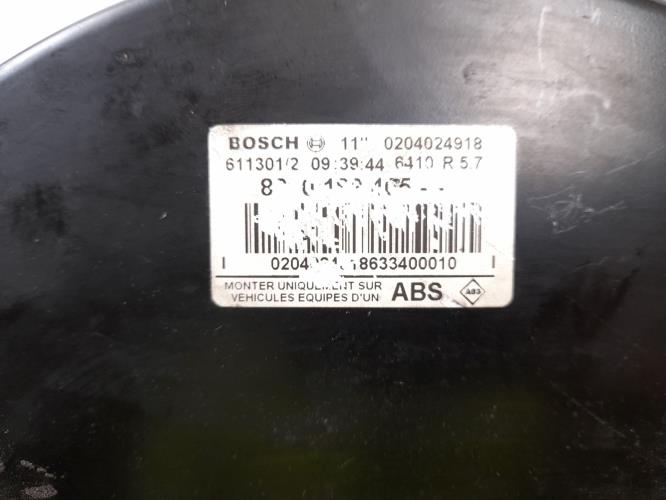 BOSCH 11" 0204024918
611301/2 09:39:44 6410 R 5.7
I 8633400010 I
MONTER UNIQUEMENT SUR
VEHICULES EQUIPES D'UN ABS ABS